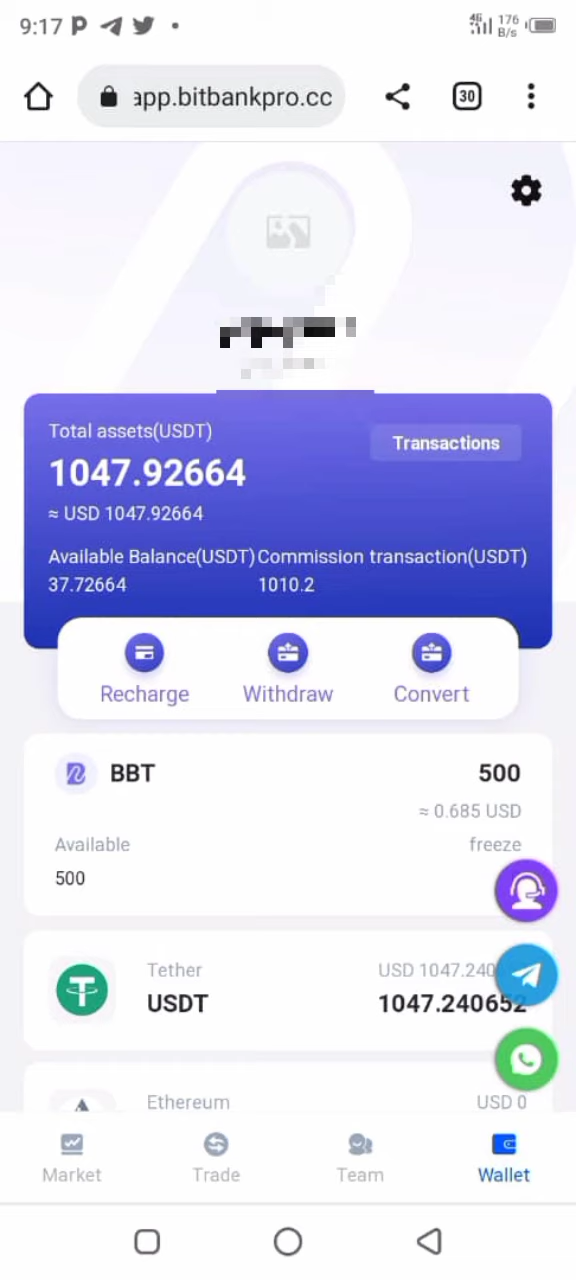 9:17
4G
176
B/s
app.bitbankpro.cc
30
Total assets(USDT)
Transactions
1047.92664
≈ USD 1047.92664
Available Balance(USDT) Commission transaction(USDT)
37.72664 1010.2
Recharge Withdraw Convert
BBT 500
≈ 0.685 USD
Available freeze
500
Tether USD 1047.240
USDT 1047.240652
Ethereum USD 0
Market Trade Team Wallet